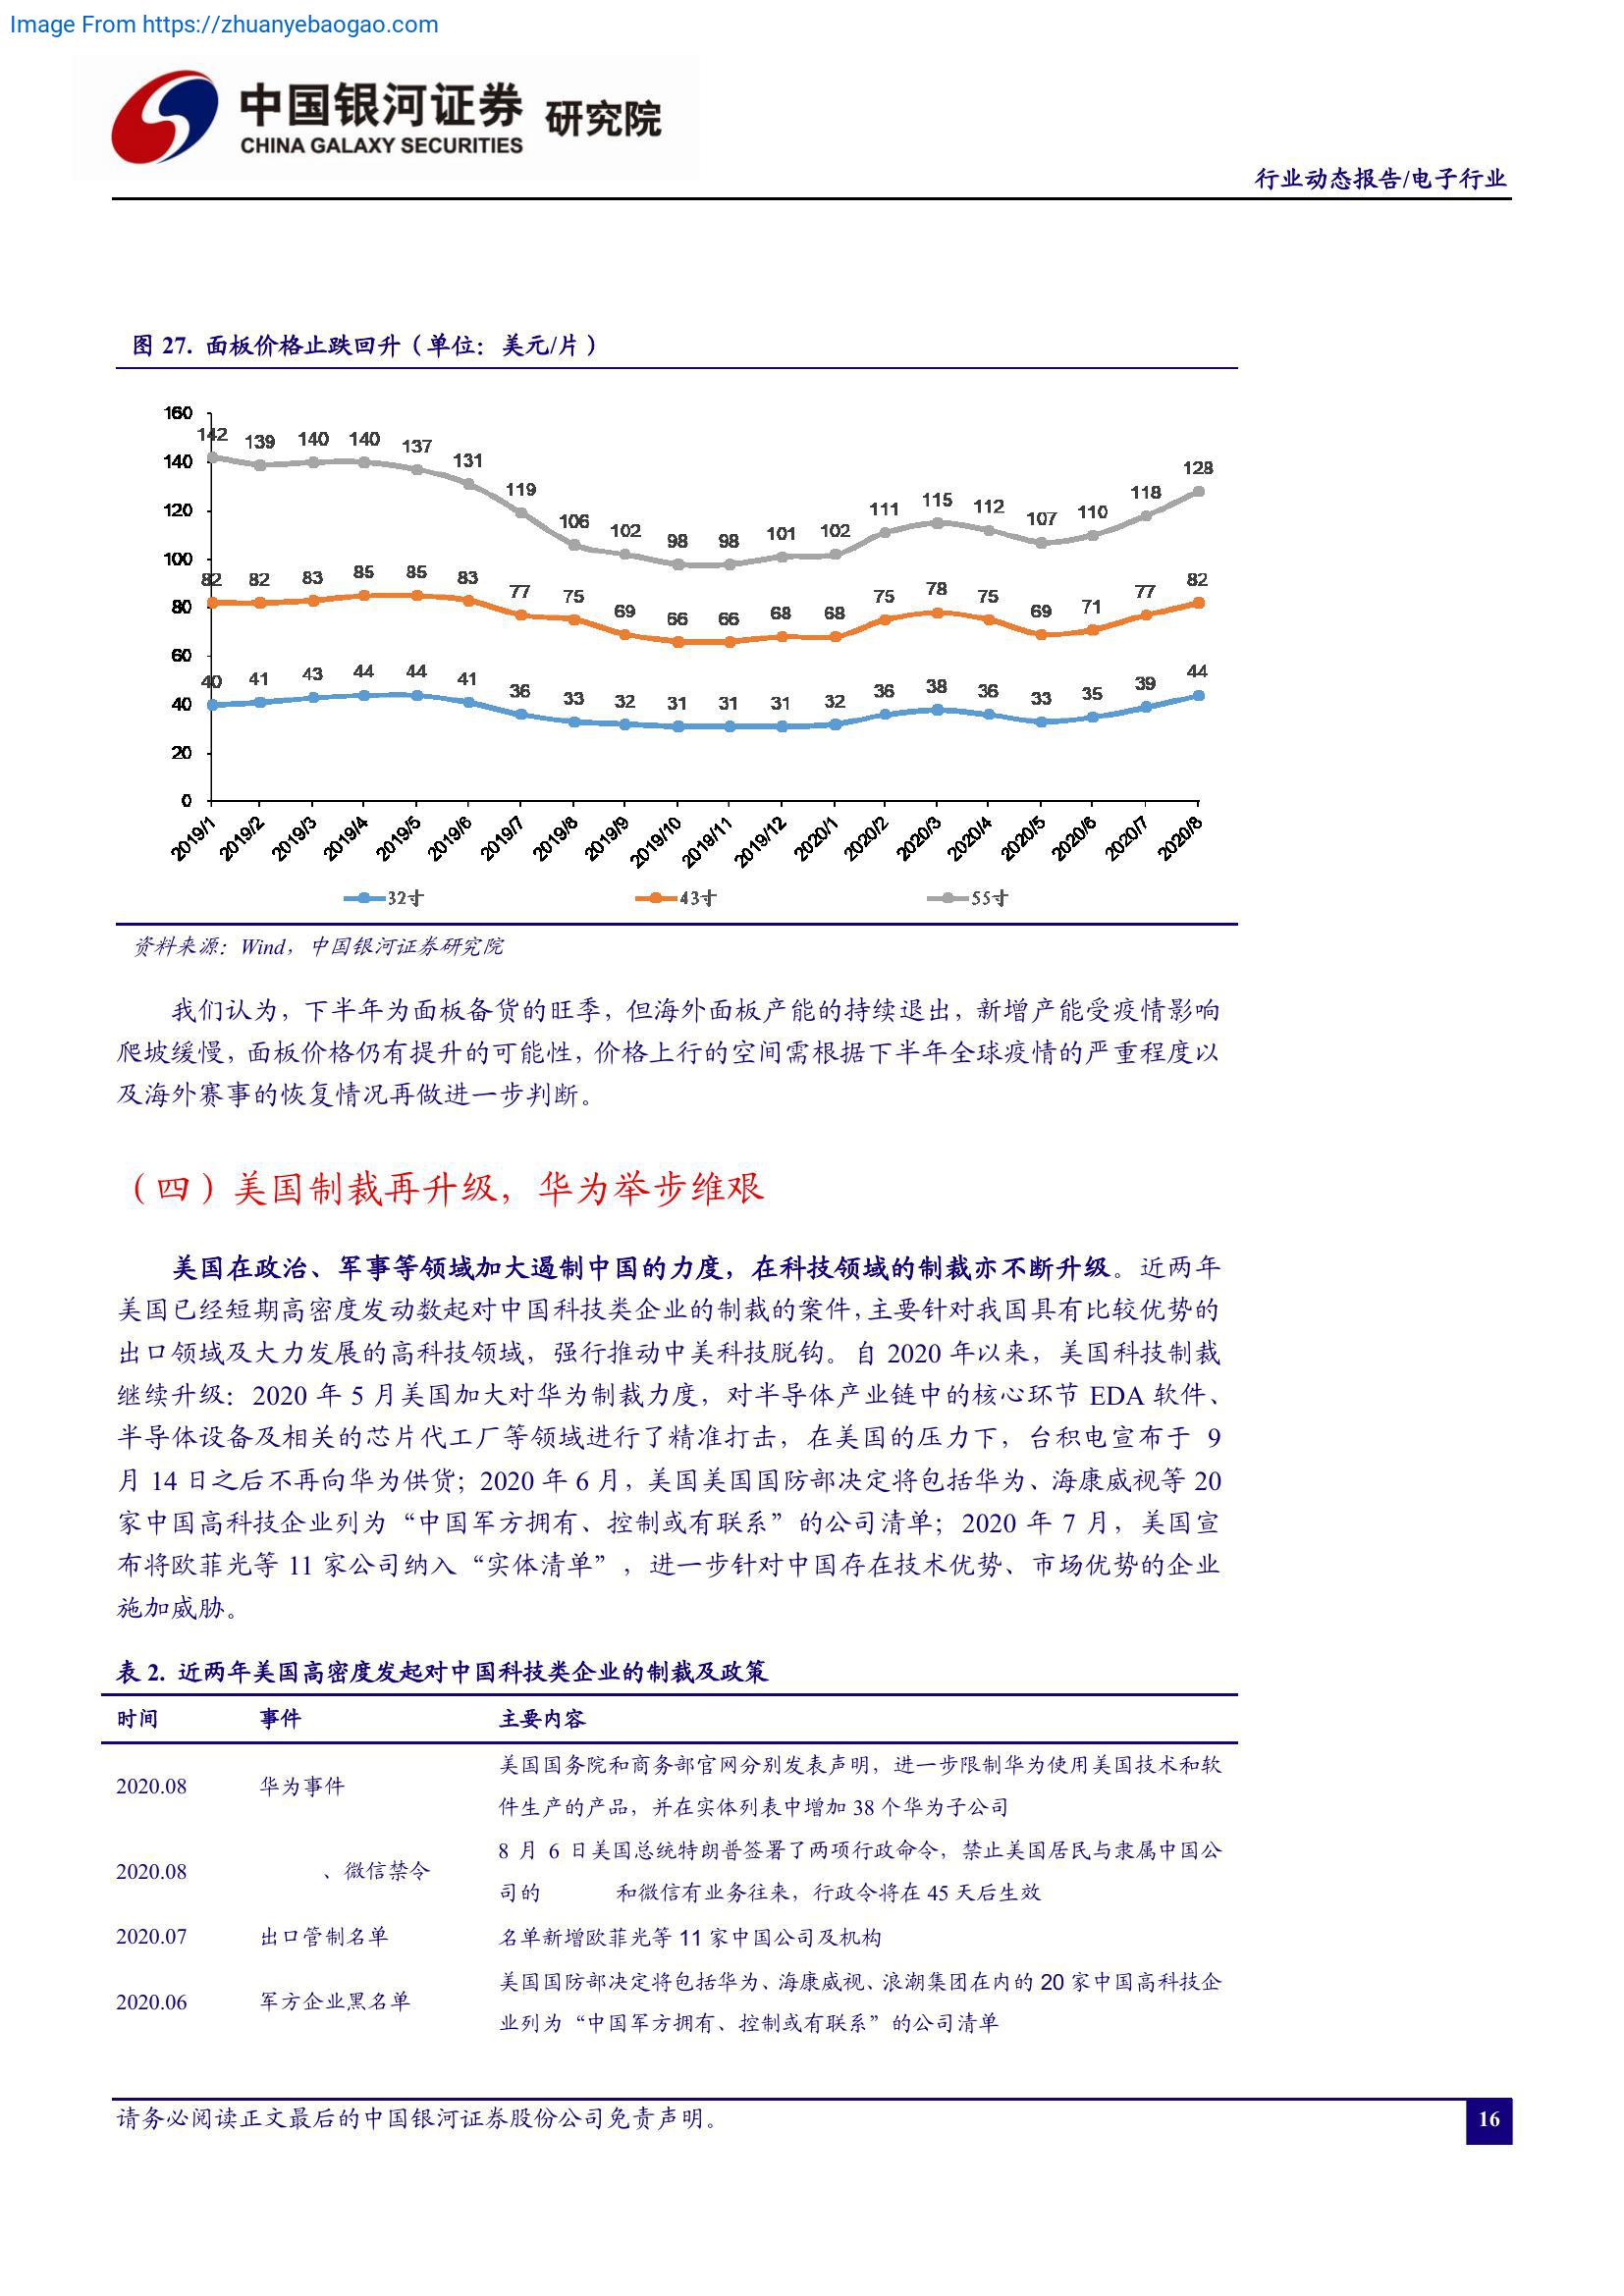 Image From https://zhuanyebaogao.com
中国银河证券 研究院
CHINA GALAXY SECURITIES
行业动态报告/电子行业
图 27. 面板价格止跌回升（单位：美元/片）
160
140
120
100
80
60
40
20
0
142 139 140 140 137 131 119 106 102 98 98 101 102 111 115 112 107 110 118 128
82 82 83 85 85 83 77 75 69 66 66 68 68 75 78 75 69 71 77 82
40 41 43 44 44 41 36 33 32 31 31 31 32 36 38 36 33 35 39 44
2019/1 2019/2 2019/3 2019/4 2019/5 2019/6 2019/7 2019/8 2019/9 2019/10 2019/11 2019/12 2020/1 2020/2 2020/3 2020/4 2020/5 2020/6 2020/7 2020/8
32寸 43寸 55寸
资料来源：Wind，中国银河证券研究院
我们认为，下半年为面板备货的旺季，但海外面板产能的持续退出，新增产能受疫情影响
爬坡缓慢，面板价格仍有提升的可能性，价格上行的空间需根据下半年全球疫情的严重程度以
及海外赛事的恢复情况再做进一步判断。
（四）美国制裁再升级，华为举步维艰
美国在政治、军事等领域加大遏制中国的力度，在科技领域的制裁亦不断升级。近两年
美国已经短期高密度发动数起对中国科技类企业的制裁的案件，主要针对我国具有比较优势的
出口领域及大力发展的高科技领域，强行推动中美科技脱钩。自 2020 年以来，美国科技制裁
继续升级：2020 年 5 月美国加大对华为制裁力度，对半导体产业链中的核心环节 EDA 软件、
半导体设备及相关的芯片代工厂等领域进行了精准打击，在美国的压力下，台积电宣布于 9
月 14 日之后不再向华为供货；2020 年 6 月，美国美国国防部决定将包括华为、海康威视等 20
家中国高科技企业列为“中国军方拥有、控制或有联系”的公司清单；2020 年 7 月，美国宣
布将欧菲光等 11 家公司纳入“实体清单”，进一步针对中国存在技术优势、市场优势的企业
施加威胁。
表 2. 近两年美国高密度发起对中国科技类企业的制裁及政策
时间 事件 主要内容
美国国务院和商务部官网分别发表声明，进一步限制华为使用美国技术和软
2020.08 华为事件
件生产的产品，并在实体列表中增加 38 个华为子公司
8 月 6 日美国总统特朗普签署了两项行政命令，禁止美国居民与隶属中国公
2020.08 、微信禁令
司的 和微信有业务往来，行政令将在 45 天后生效
2020.07 出口管制名单 名单新增欧菲光等 11 家中国公司及机构
美国国防部决定将包括华为、海康威视、浪潮集团在内的 20 家中国高科技企
2020.06 军方企业黑名单
业列为“中国军方拥有、控制或有联系”的公司清单
请务必阅读正文最后的中国银河证券股份公司免责声明。
16